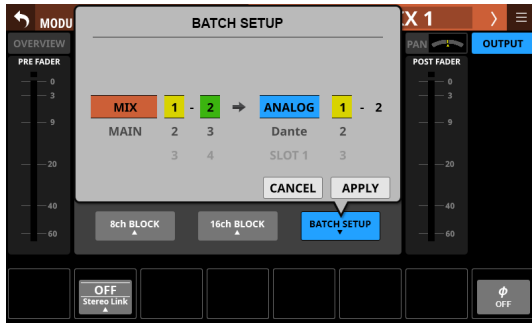 MODU
BATCH SETUP
X 1
OVERVIEW
PAN
OUTPUT
PRE FADER
POST FADER
0
3
9
20
40
60
0
3
9
20
40
60
MIX 1 - 2 ANALOG 1 - 2
MAIN 2 3 Dante 2
3 4 SLOT 1 3
CANCEL APPLY
8ch BLOCK
16ch BLOCK
BATCH SETUP
OFF
Stereo Link
φ
OFF